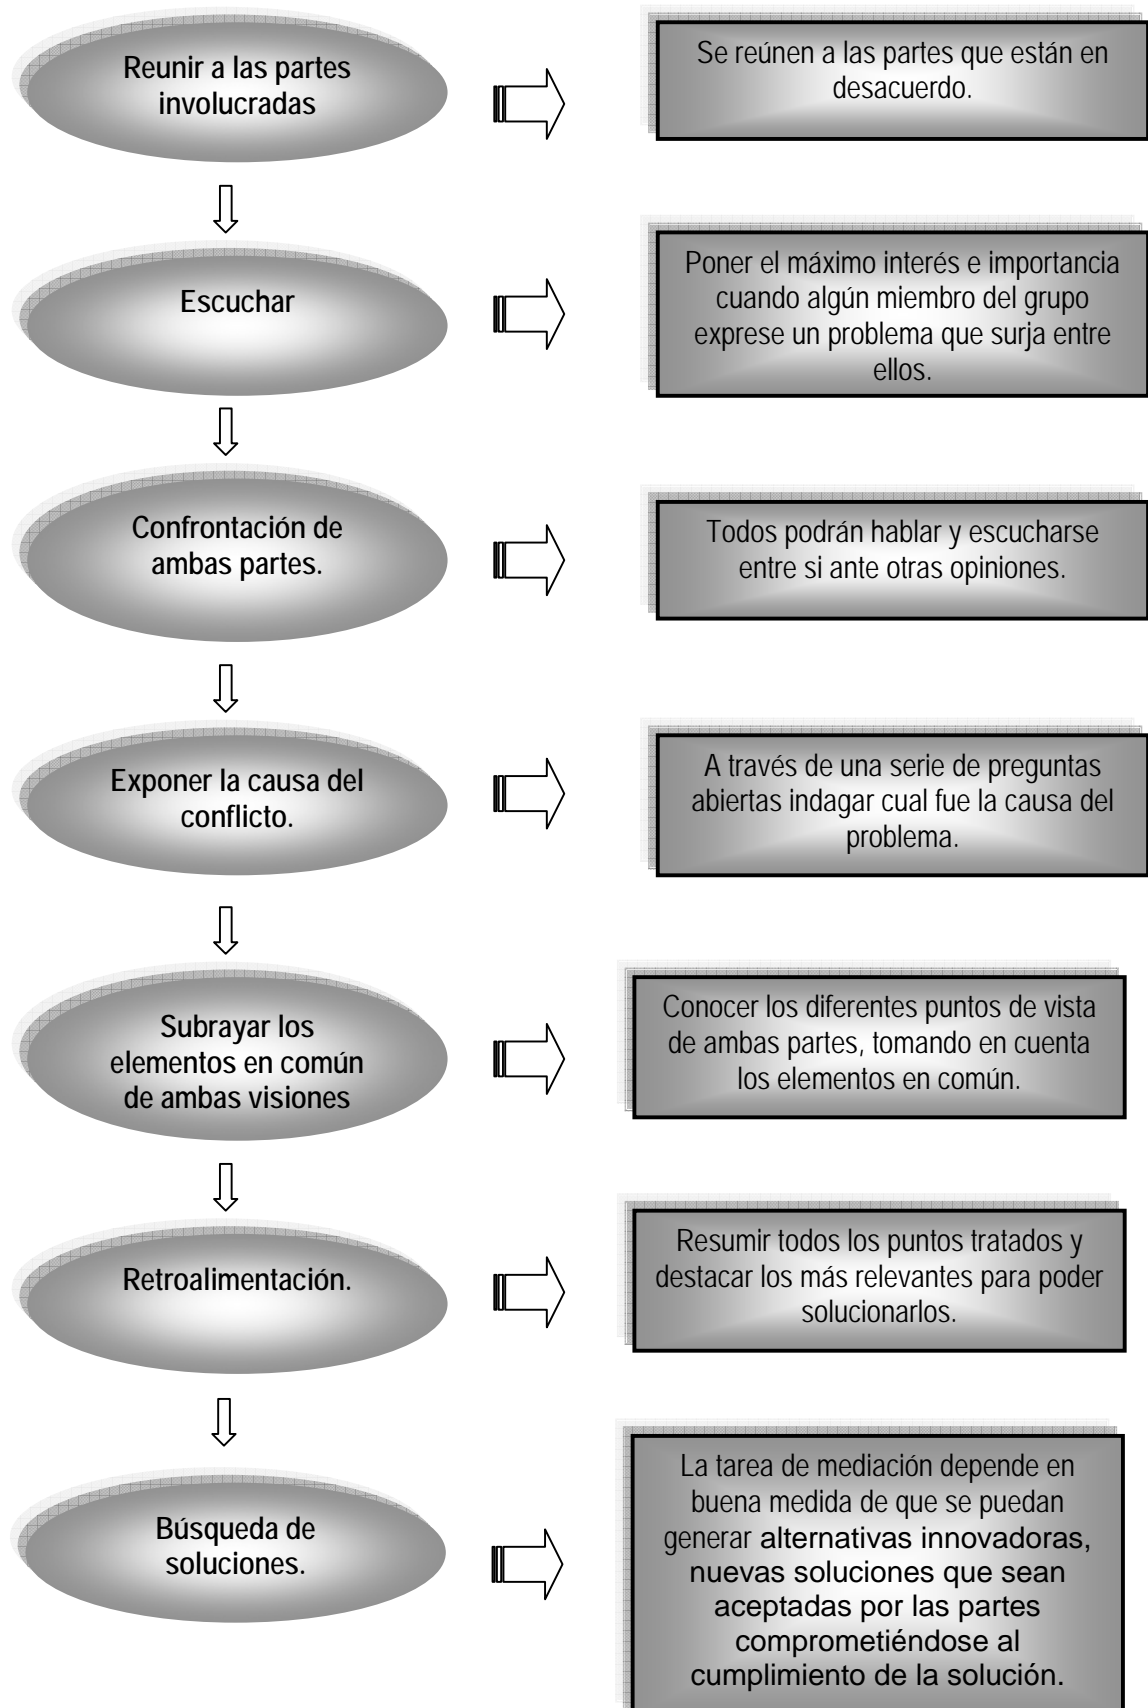 Reunir a las partes
involucradas
Se reúnen a las partes que están en
desacuerdo.
Escuchar
Poner el máximo interés e importancia
cuando algún miembro del grupo
exprese un problema que surja entre
ellos.
Confrontación de
ambas partes.
Todos podrán hablar y escucharse
entre si ante otras opiniones.
Exponer la causa del
conflicto.
A través de una serie de preguntas
abiertas indagar cual fue la causa del
problema.
Subrayar los
elementos en común
de ambas visiones
Conocer los diferentes puntos de vista
de ambas partes, tomando en cuenta
los elementos en común.
Retroalimentación.
Resumir todos los puntos tratados y
destacar los más relevantes para poder
solucionarlos.
Búsqueda de
soluciones.
La tarea de mediación depende en
buena medida de que se puedan
generar alternativas innovadoras,
nuevas soluciones que sean
aceptadas por las partes
comprometiéndose al
cumplimiento de la solución.